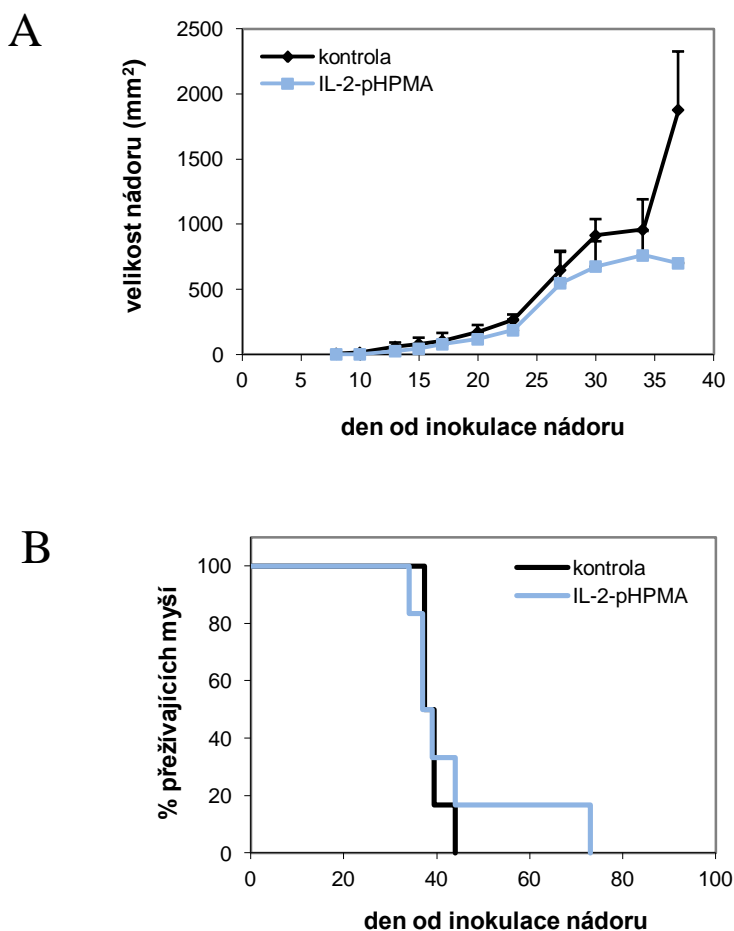 A
kontrola
IL-2-pHPMA
velikost nádoru (mm²)
2500
2000
1500
1000
500
0
0 5 10 15 20 25 30 35 40
den od inokulace nádoru
B
kontrola
IL-2-pHPMA
% přežívajících myší
100
80
60
40
20
0
0 20 40 60 80 100
den od inokulace nádoru